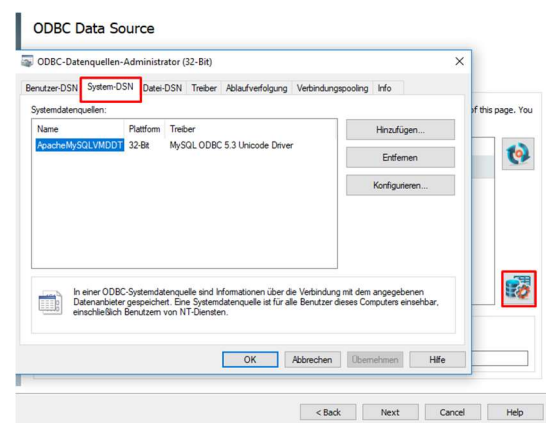 ODBC Data Source
ODBC-Datenquellen-Administrator (32-Bit)
Benutzer-DSN System-DSN Datei-DSN Treiber Ablaufverfolgung Verbindungspooling Info
Systemdatenquellen:
of this page. You
Name Plattform Treiber
Hinzufügen...
ApacheMySQLVMDDT 32-Bit MySQL ODBC 5.3 Unicode Driver
Entfernen
Konfigurieren...
In einer ODBC-Systemdatenquelle sind Informationen über die Verbindung mit dem angegebenen
Datenanbieter gespeichert. Eine Systemdatenquelle ist für alle Benutzer dieses Computers einsehbar,
einschließlich Benutzern von NT-Diensten.
OK Abbrechen Übernehmen Hilfe
< Back Next Cancel Help